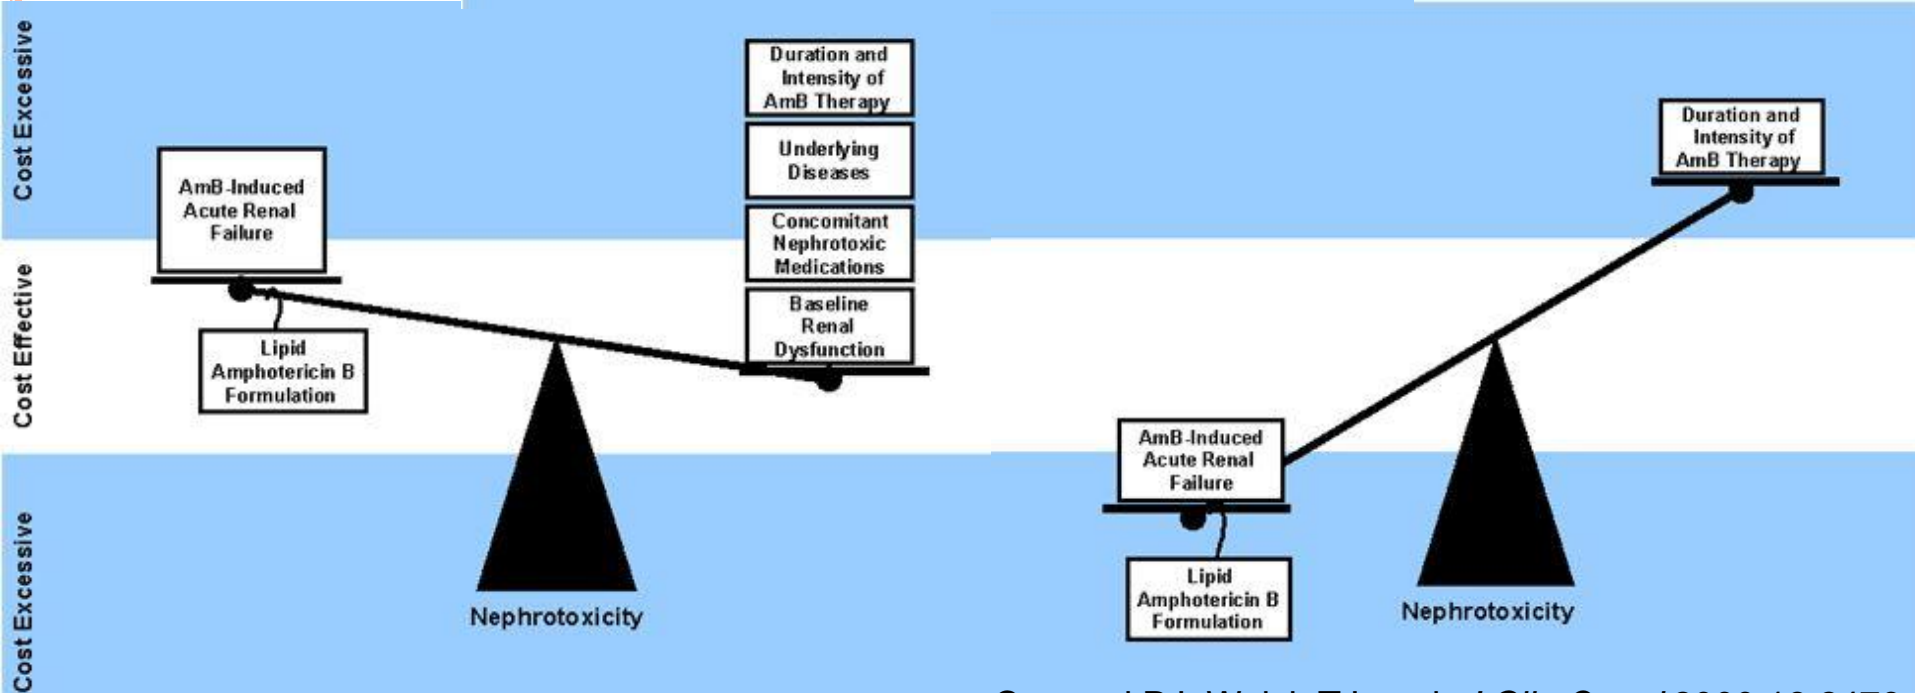 Cost Excessive
Cost Effective
Cost Excessive
AmB-Induced
Acute Renal
Failure
Lipid
Amphotericin B
Formulation
Duration and
Intensity of
AmB Therapy
Underlying
Diseases
Concomitant
Nephrotoxic
Medications
Baseline
Renal
Dysfunction
Nephrotoxicity
Duration and
Intensity of
AmB Therapy
AmB-Induced
Acute Renal
Failure
Lipid
Amphotericin B
Formulation
Nephrotoxicity